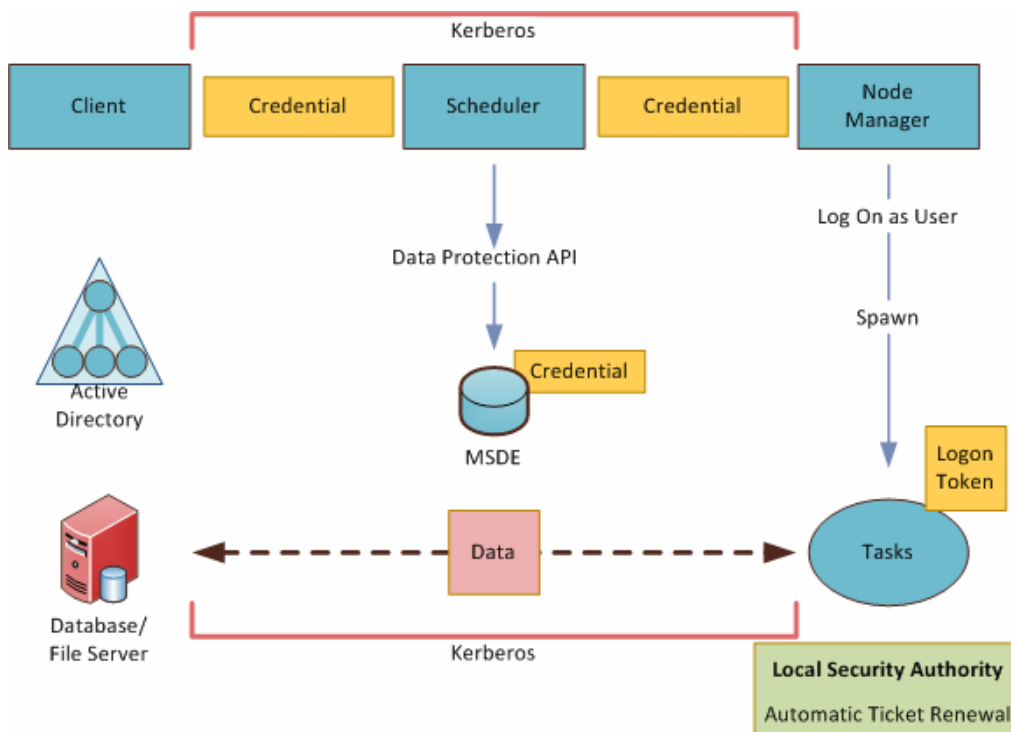 Kerberos
Client
Credential
Scheduler
Credential
Node
Manager
Log On as User
Data Protection API
Spawn
Credential
Active
Directory
MSDE
Logon
Token
Data
Tasks
Database/
File Server
Kerberos
Local Security Authority
Automatic Ticket Renewal